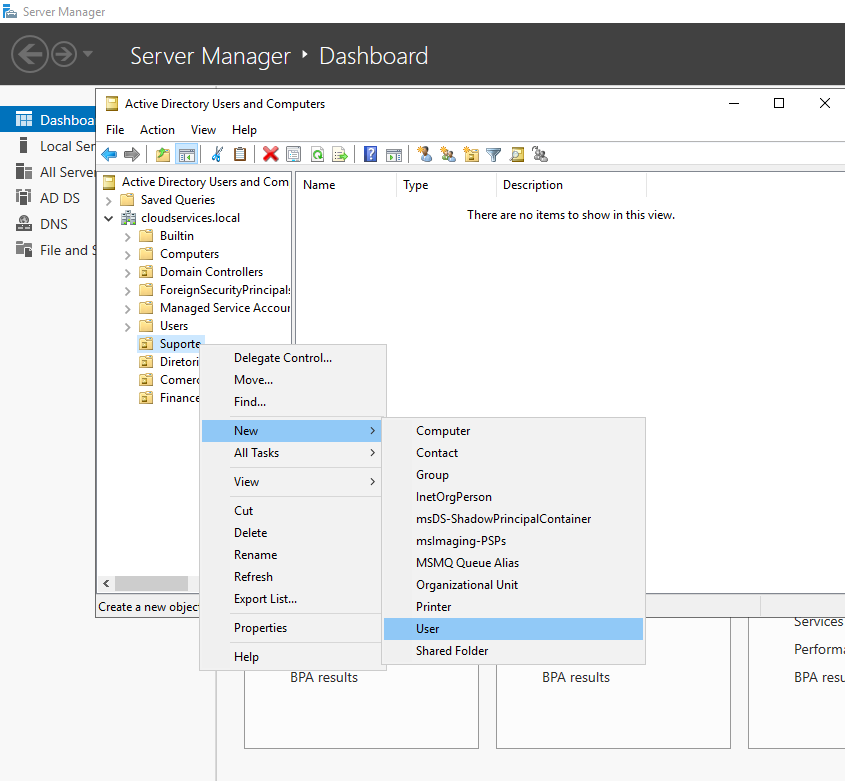 Server Manager
Server Manager ‣ Dashboard
Active Directory Users and Computers
File Action View Help
Dashboa
Local Ser
All Server
AD DS
DNS
File and S
Active Directory Users and Com
Saved Queries
cloudservices.local
Builtin
Computers
Domain Controllers
ForeignSecurityPrincipals
Managed Service Accoun
Users
Suporte
Diretori
Comerc
Finance
Name Type Description
There are no items to show in this view.
Delegate Control...
Move...
Find...
New
All Tasks
View
Cut
Delete
Rename
Refresh
Export List...
Properties
Help
Computer
Contact
Group
InetOrgPerson
msDS-ShadowPrincipalContainer
msImaging-PSPs
MSMQ Queue Alias
Organizational Unit
Printer
User
Shared Folder
Create a new object
BPA results
BPA results
Services
Performa
BPA resu